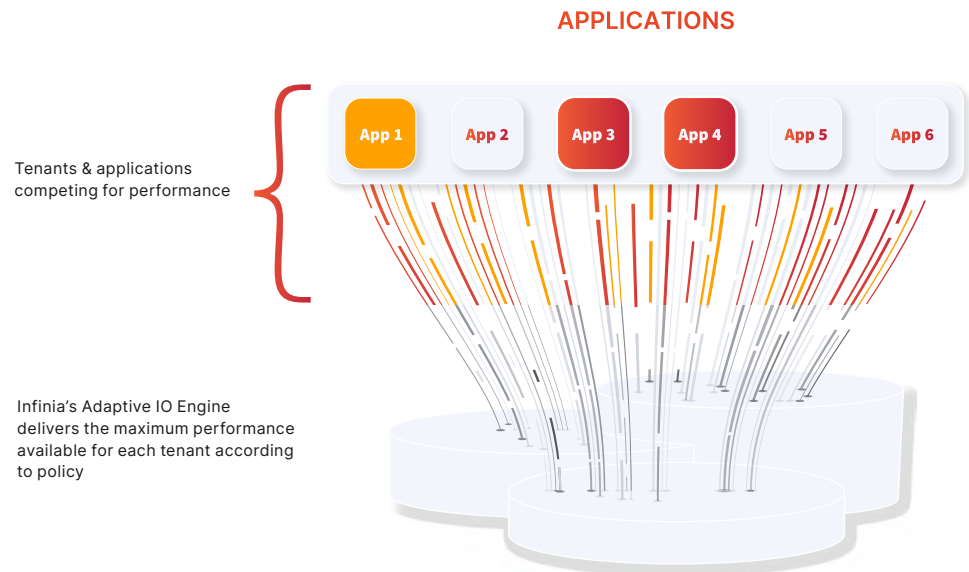 APPLICATIONS
App 1
App 2
App 3
App 4
App 5
App 6
Tenants & applications
competing for performance
Infinia’s Adaptive IO Engine
delivers the maximum performance
available for each tenant according
to policy